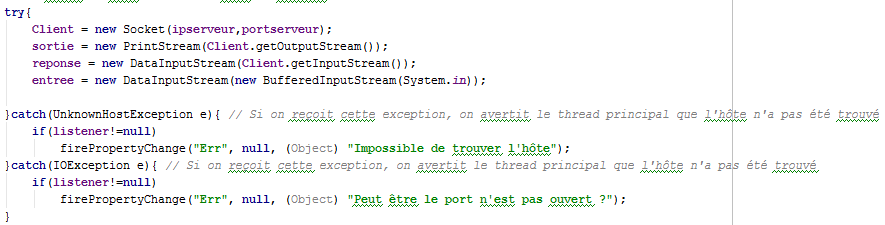 try{
Client = new Socket(ipserveur,portserveur);
sortie = new PrintStream(Client.getOutputStream());
reponse = new DataInputStream(Client.getInputStream());
entree = new DataInputStream(new BufferedInputStream(System.in));
}catch(UnknownHostException e){ // Si on reçoit cette exception, on avertit le thread principal que l'hôte n'a pas été trouvé
if(listener!=null)
firePropertyChange("Err", null, (Object) "Impossible de trouver l'hôte");
}catch(IOException e){ // Si on reçoit cette exception, on avertit le thread principal que l'hôte n'a pas été trouvé
if(listener!=null)
firePropertyChange("Err", null, (Object) "Peut être le port n'est pas ouvert ?");
}